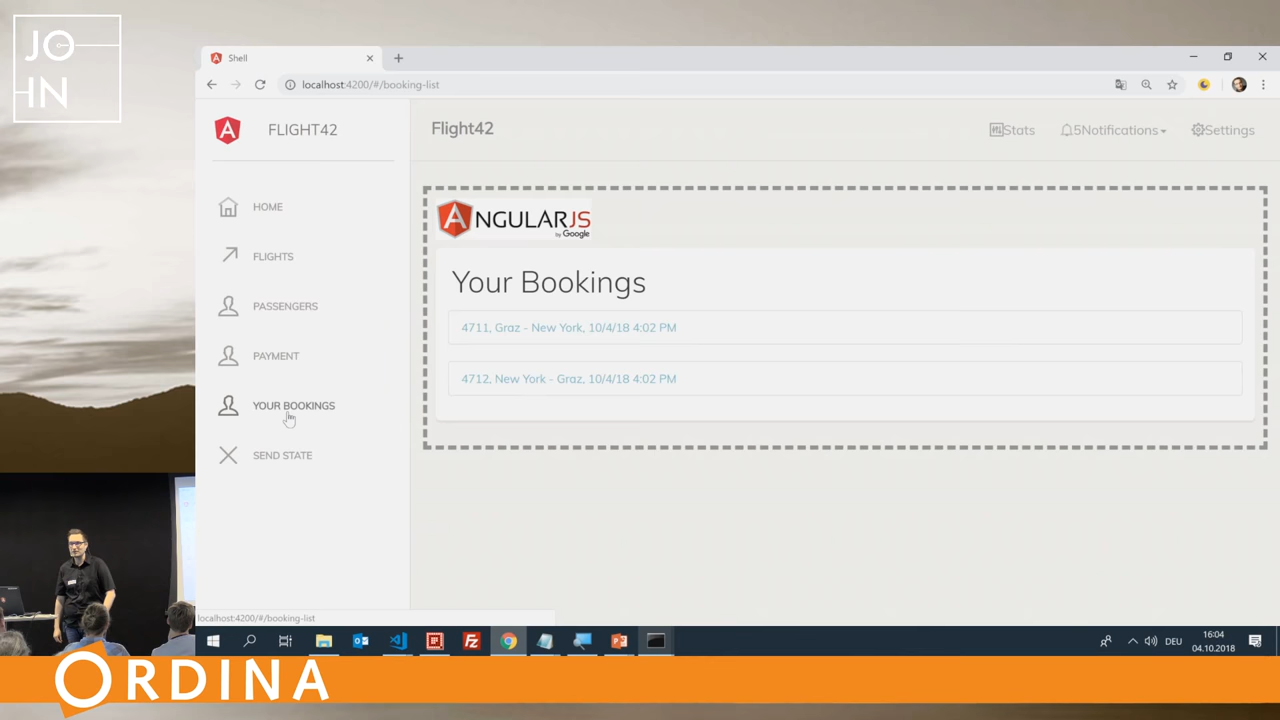 JO
IN
Shell
localhost:4200/#/booking-list
FLIGHT42
Flight42
Stats
5Notifications
Settings
HOME
FLIGHTS
PASSENGERS
PAYMENT
YOUR BOOKINGS
SEND STATE
ANGULARJS
by Google
Your Bookings
4711, Graz - New York, 10/4/18 4:02 PM
4712, New York - Graz, 10/4/18 4:02 PM
localhost:4200/#/booking-list
DEU
16:04
04.10.2018
ORDINA